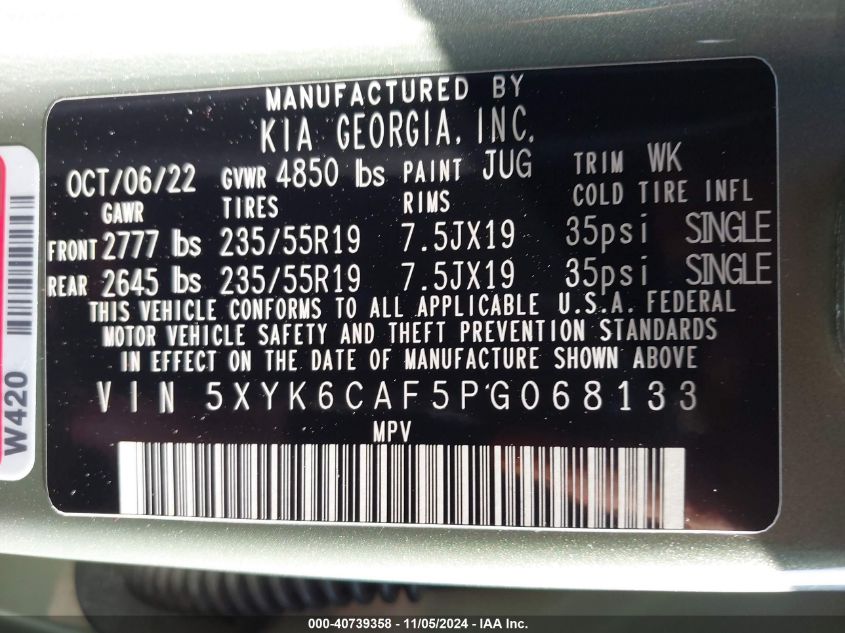 MANUFACTURED BY
KIA GEORGIA, INC.
OCT/06/22 GVWR 4850 lbs PAINT JUG TRIM WK
GAWR TIRES RIMS COLD TIRE INFL
FRONT 2777 lbs 235/55R19 7.5JX19 35psi SINGLE
REAR 2645 lbs 235/55R19 7.5JX19 35psi SINGLE
THIS VEHICLE CONFORMS TO ALL APPLICABLE U.S.A. FEDERAL
MOTOR VEHICLE SAFETY AND THEFT PREVENTION STANDARDS
IN EFFECT ON THE DATE OF MANUFACTURE SHOWN ABOVE.
VIN 5XYK6CAF5PG068133
MPV
W420
000-40739358 - 11/05/2024 - IAA Inc.